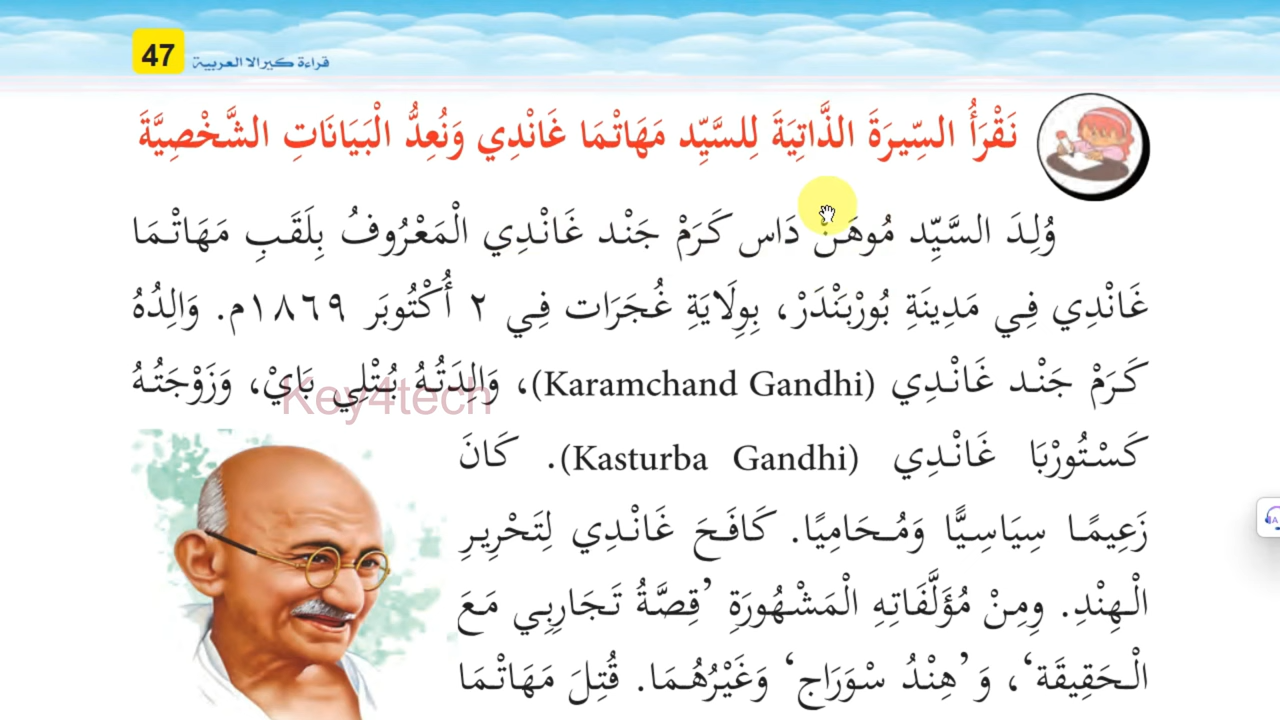 47 قراءة كيرالا العربية
نَقْرَأُ السِّيرَةَ الذَّاتِيَةَ لِلسَّيِّد مَهَاتْمَا غَانْدِي وَنُعِدُّ الْبَيَانَاتِ الشَّخْصِيَّةَ
وُلِدَ السَّيِّد مُوهَنْ دَاس كَرَمْ جَنْد غَانْدِي الْمَعْرُوفُ بِلَقَبِ مَهَاتْمَا
غَانْدِي فِي مَدِينَةِ بُورْبَنْدَرْ، بِوِلَايَةِ غُجَرَات فِي ٢ أُكْتُوبَر ١٨٦٩م. وَالِدُهُ
كَرَمْ جَنْد غَانْدِي (Karamchand Gandhi)، وَالِدَتُهُ بُتْلِي بَايْ، وَزَوْجَتُهُ
Key4tech
كَسْتُورْبَا غَانْدِي (Kasturba Gandhi). كَانَ
زَعِيمًا سِيَاسِيًّا وَمُحَامِيًا. كَافَحَ غَانْدِي لِتَحْرِيرِ
الْهِنْدِ. وِمِنْ مُؤَلَّفَاتِهِ الْمَشْهُورَةِ ’قِصَّةُ تَجَارِبِي مَعَ
الْحَقِيقَة‘، وَ’هِنْدُ سْوَرَاج‘ وَغَيْرُهُمَا. قُتِلَ مَهَاتْمَا